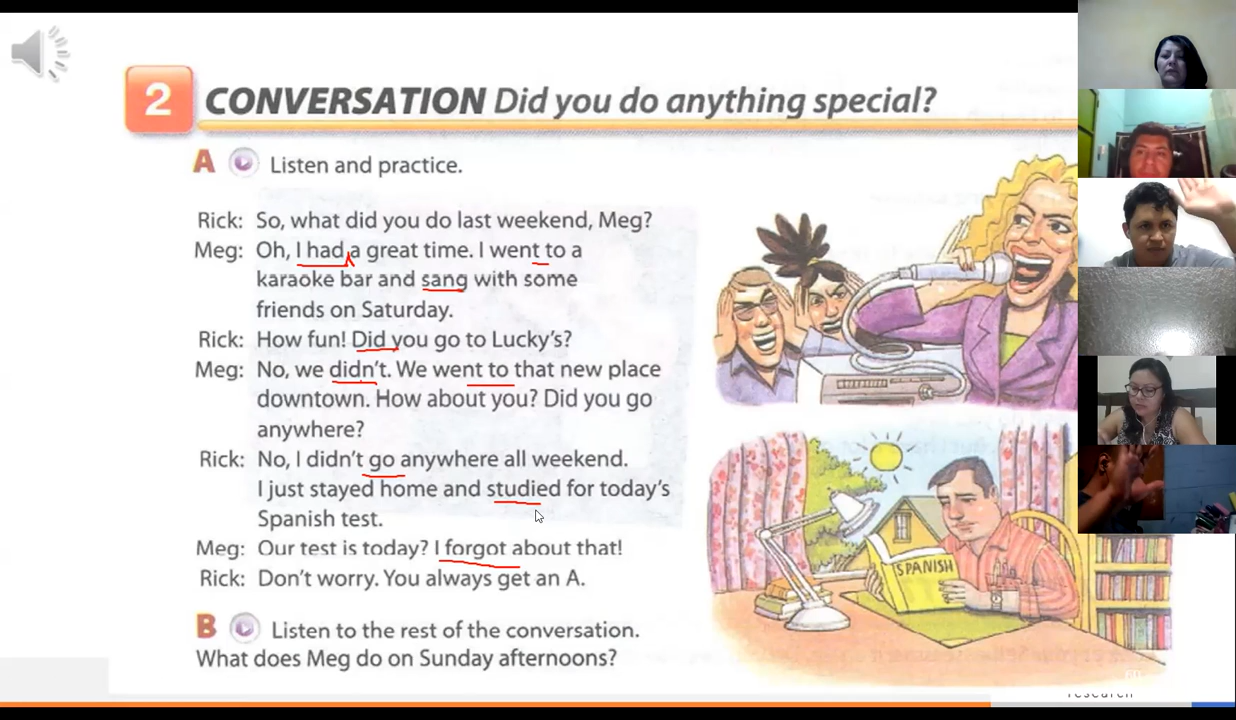 2 CONVERSATION Did you do anything special?
A Listen and practice.
Rick: So, what did you do last weekend, Meg?
Meg: Oh, I had a great time. I went to a
karaoke bar and sang with some
friends on Saturday.
Rick: How fun! Did you go to Lucky's?
Meg: No, we didn't. We went to that new place
downtown. How about you? Did you go
anywhere?
Rick: No, I didn't go anywhere all weekend.
I just stayed home and studied for today's
Spanish test.
Meg: Our test is today? I forgot about that!
Rick: Don't worry. You always get an A.
SPANISH
B Listen to the rest of the conversation.
What does Meg do on Sunday afternoons?
research